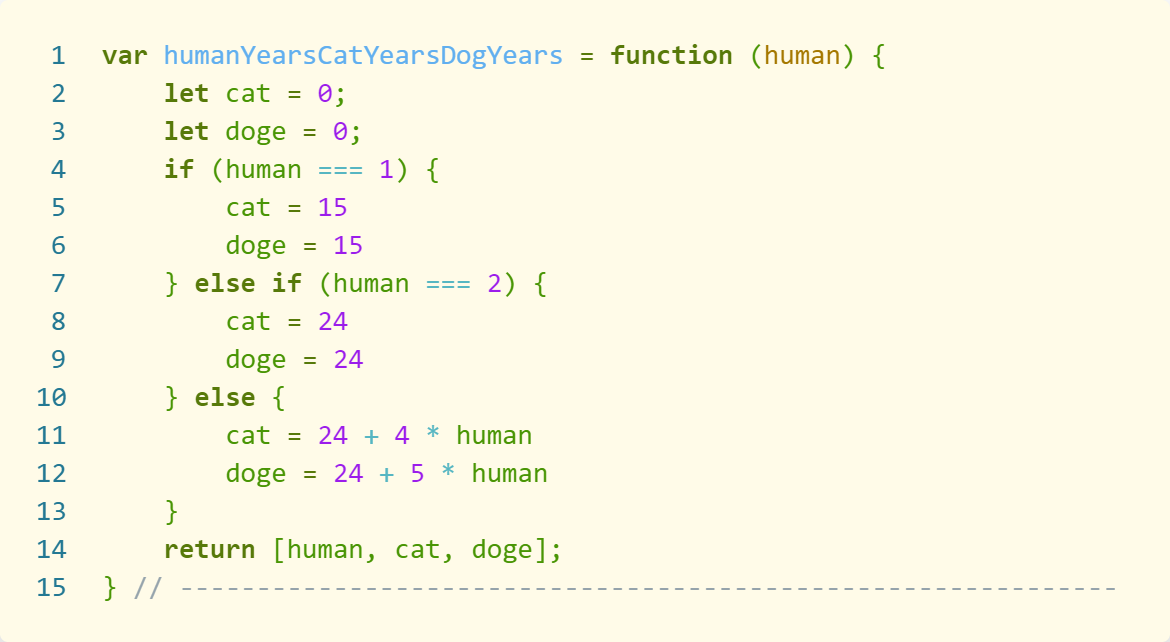 1 var humanYearsCatYearsDogYears = function (human) {
2     let cat = 0;
3     let doge = 0;
4     if (human === 1) {
5         cat = 15
6         doge = 15
7     } else if (human === 2) {
8         cat = 24
9         doge = 24
10     } else {
11         cat = 24 + 4 * human
12         doge = 24 + 5 * human
13     }
14     return [human, cat, doge];
15 } // -------------------------------------------------------------